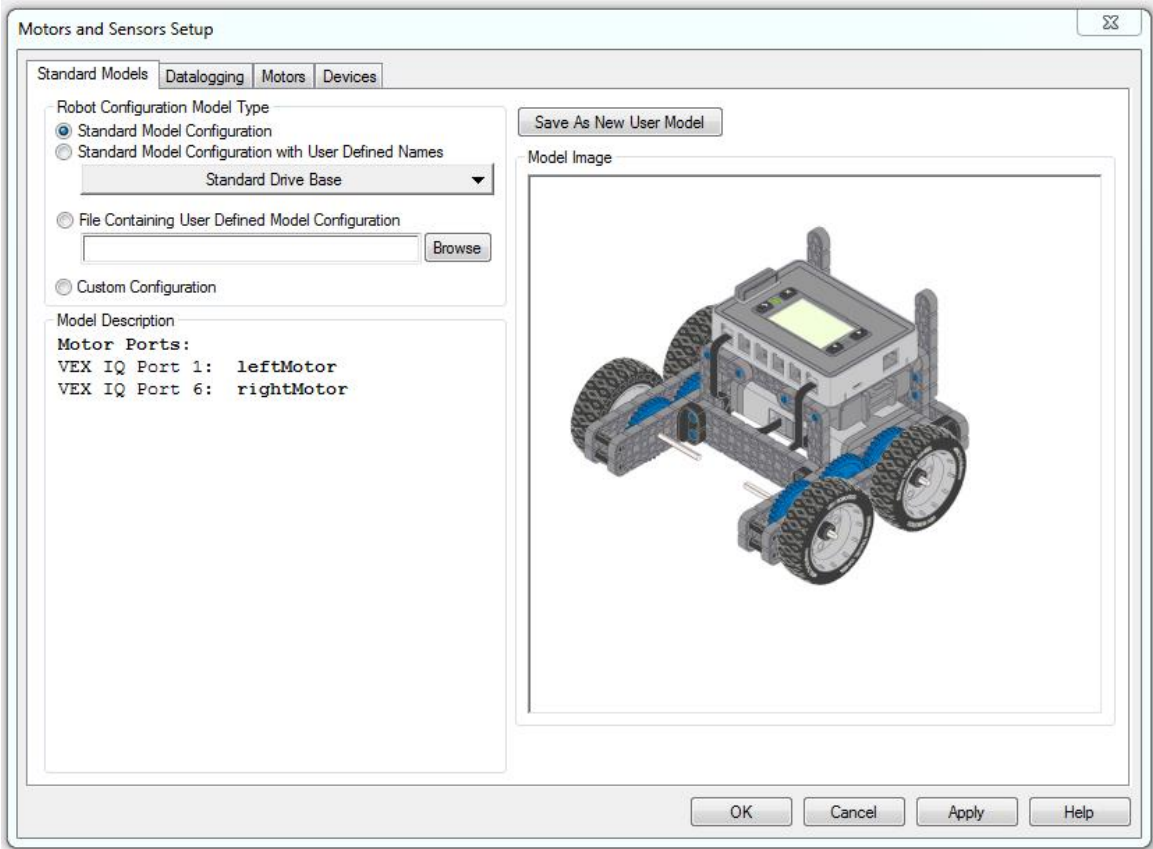 Motors and Sensors Setup
Standard Models Datalogging Motors Devices
Robot Configuration Model Type
Standard Model Configuration
Standard Model Configuration with User Defined Names
Standard Drive Base
File Containing User Defined Model Configuration
Browse
Custom Configuration
Model Description
Motor Ports:
VEX IQ Port 1: leftMotor
VEX IQ Port 6: rightMotor
Save As New User Model
Model Image
OK Cancel Apply Help